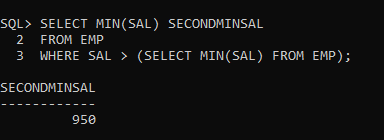 SQL> SELECT MIN(SAL) SECONDMINSAL
  2  FROM EMP
  3  WHERE SAL > (SELECT MIN(SAL) FROM EMP);
SECONDMINSAL
------------
         950